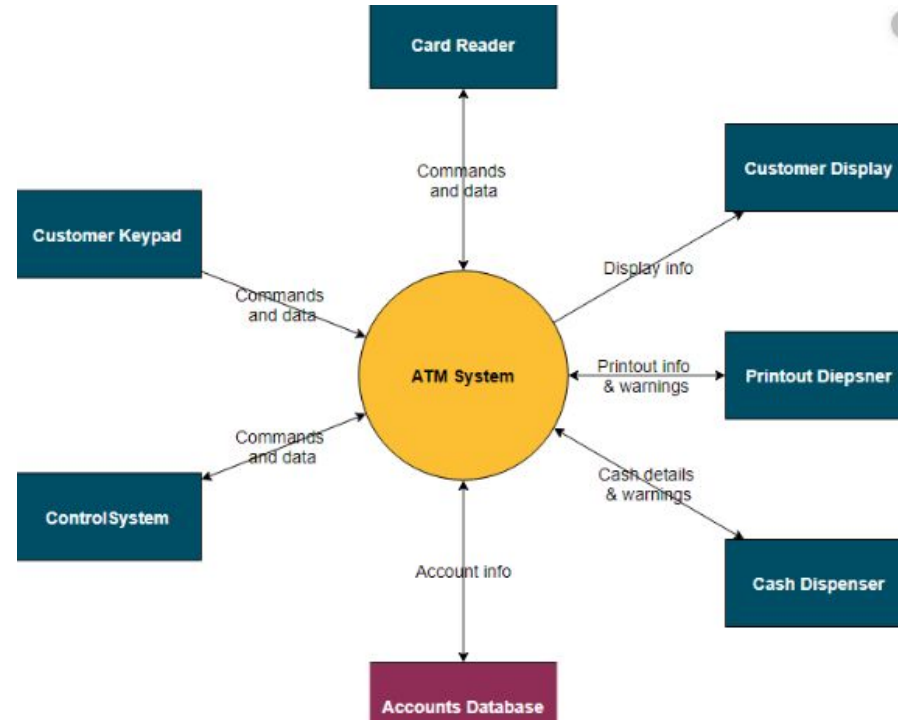 Card Reader
Commands
and data
Customer Display
Customer Keypad
Display info
Commands
and data
ATM System
Printout info
& warnings
Printout Diepsner
Commands
and data
Cash details
& warnings
ControlSystem
Account info
Cash Dispenser
Accounts Database